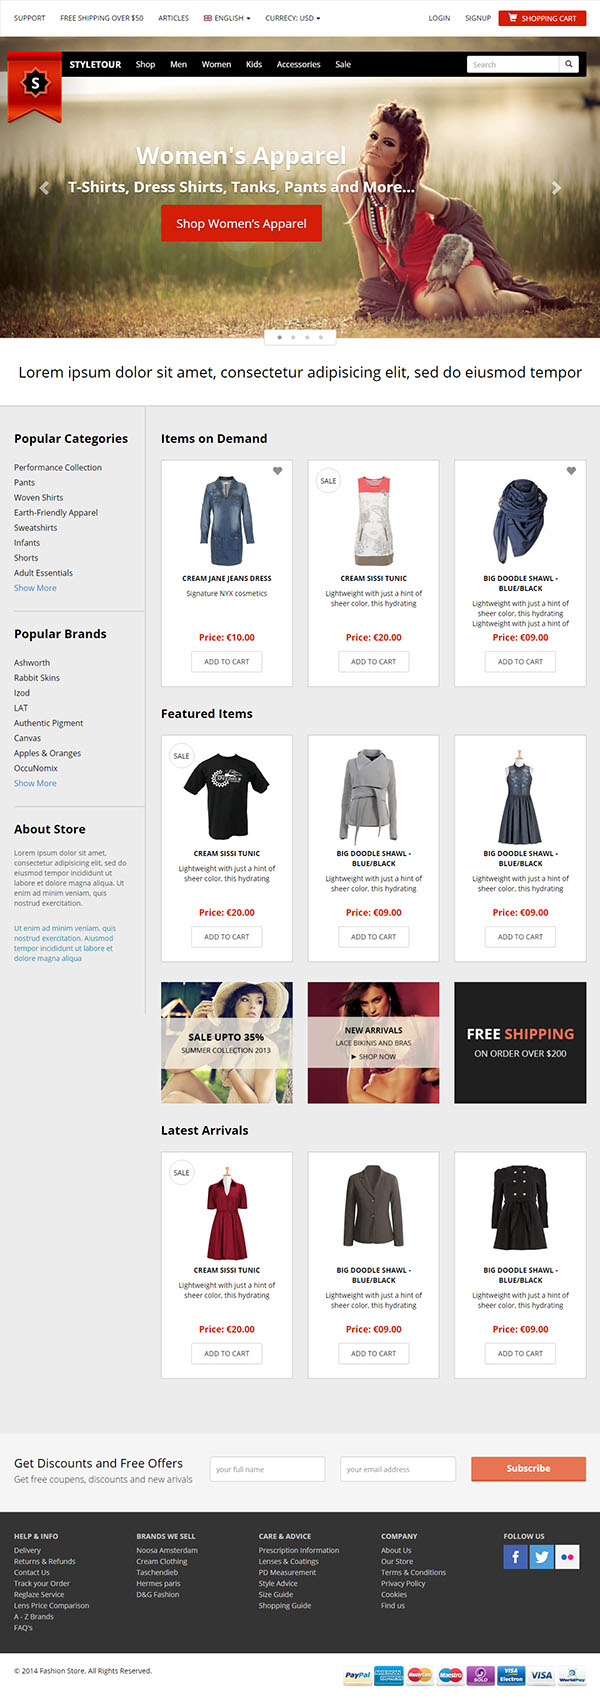 SUPPORT FREE SHIPPING OVER $50 ARTICLES ENGLISH CURRECY: USD LOGIN SIGNUP SHOPPING CART
S
STYLETOUR Shop Men Women Kids Accessories Sale Search
Women's Apparel
T-Shirts, Dress Shirts, Tanks, Pants and More...
Shop Women's Apparel
Lorem ipsum dolor sit amet, consectetur adipisicing elit, sed do eiusmod tempor
Popular Categories
Performance Collection
Pants
Woven Shirts
Earth-Friendly Apparel
Sweatshirts
Infants
Shorts
Adult Essentials
Show More
Popular Brands
Ashworth
Rabbit Skins
Izod
LAT
Authentic Pigment
Canvas
Apples & Oranges
OccuNomix
Show More
About Store
Lorem ipsum dolor sit amet,
consectetur adipisicing elit, sed do
eiusmod tempor incididunt ut
labore et dolore magna aliqua. Ut
enim ad minim veniam, quis
nostrud exercitation.
Ut enim ad minim veniam, quis
nostrud exercitation. Aiusmod
tempor incididunt ut labore et
dolore magna aliqua
Items on Demand
CREAM JANE JEANS DRESS
Signature NYX cosmetics
Price: €10.00
ADD TO CART
SALE
CREAM SISSI TUNIC
Lightweight with just a hint of
sheer color, this hydrating
Price: €20.00
ADD TO CART
BIG DOODLE SHAWL -
BLUE/BLACK
Lightweight with just a hint of
sheer color, this hydrating
Lightweight with just a hint of
Price: €09.00
ADD TO CART
Featured Items
SALE
CREAM SISSI TUNIC
Lightweight with just a hint of
sheer color, this hydrating
Price: €20.00
ADD TO CART
BIG DOODLE SHAWL -
BLUE/BLACK
Lightweight with just a hint of
sheer color, this hydrating
Price: €09.00
ADD TO CART
BIG DOODLE SHAWL -
BLUE/BLACK
Lightweight with just a hint of
sheer color, this hydrating
Price: €09.00
ADD TO CART
SALE UPTO 35%
SUMMER COLLECTION 2013
NEW ARRIVALS
LACE BIKINIS AND BRAS
SHOP NOW
FREE SHIPPING
ON ORDER OVER $200
Latest Arrivals
SALE
CREAM SISSI TUNIC
Lightweight with just a hint of
sheer color, this hydrating
Price: €20.00
ADD TO CART
BIG DOODLE SHAWL -
BLUE/BLACK
Lightweight with just a hint of
sheer color, this hydrating
Price: €09.00
ADD TO CART
BIG DOODLE SHAWL -
BLUE/BLACK
Lightweight with just a hint of
sheer color, this hydrating
Price: €09.00
ADD TO CART
Get Discounts and Free Offers
Get free coupens, discounts and new arivals
your full name
your email address
Subscribe
HELP & INFO
Delivery
Returns & Refunds
Contact Us
Track your Order
Reglaze Service
Lens Price Comparison
A - Z Brands
FAQ's
BRANDS WE SELL
Noosa Amsterdam
Cream Clothing
Taschendieb
Hermes paris
D&G Fashion
CARE & ADVICE
Prescription Information
Lenses & Coatings
PD Measurement
Style Advice
Size Guide
Shopping Guide
COMPANY
About Us
Our Store
Terms & Conditions
Privacy Policy
Cookies
Find us
FOLLOW US
© 2014 Fashion Store. All Rights Reserved.
PayPal AMERICAN EXPRESS MasterCard Maestro SOLO VISA Electron VISA WorldPay